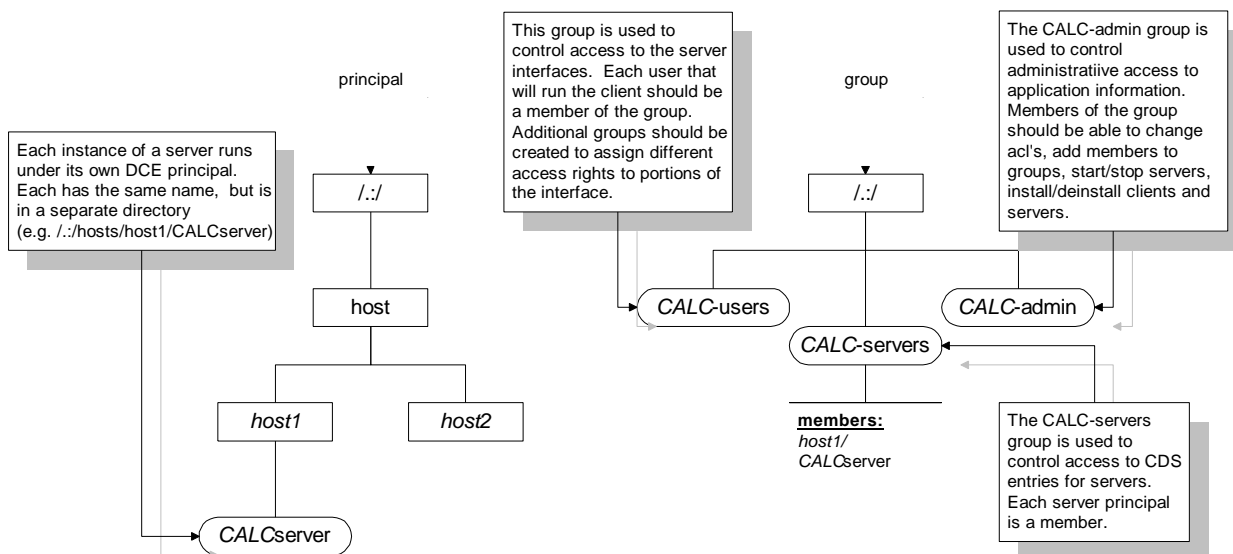 This group is used to
control access to the server
interfaces.  Each user that
will run the client should be
a member of the group.
Additional groups should be
created to assign different
access rights to portions of
the interface.
The CALC-admin group is
used to control
administratiive access to
application information.
Members of the group
should be able to change
acl's, add members to
groups, start/stop servers,
install/deinstall clients and
servers.
principal
group
Each instance of a server runs
under its own DCE principal.
Each has the same name,  but is
in a separate directory
(e.g. /.:/hosts/host1/CALCserver)
/.:/
/.:/
host
CALC-users
CALC-admin
CALC-servers
host1
host2
members:
host1/
CALCserver
The CALC-servers
group is used to
control access to CDS
entries for servers.
Each server principal
is a member.
CALCserver